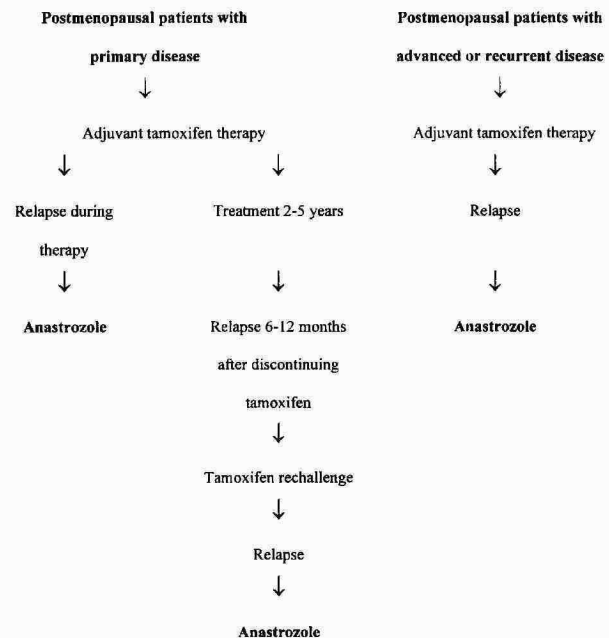 Postmenopausal patients with
primary disease
↓
Adjuvant tamoxifen therapy
↓
Relapse during
therapy
↓
Anastrozole
↓
Treatment 2-5 years
↓
Relapse 6-12 months
after discontinuing
tamoxifen
↓
Tamoxifen rechallenge
↓
Relapse
↓
Anastrozole
Postmenopausal patients with
advanced or recurrent disease
↓
Adjuvant tamoxifen therapy
↓
Relapse
↓
Anastrozole